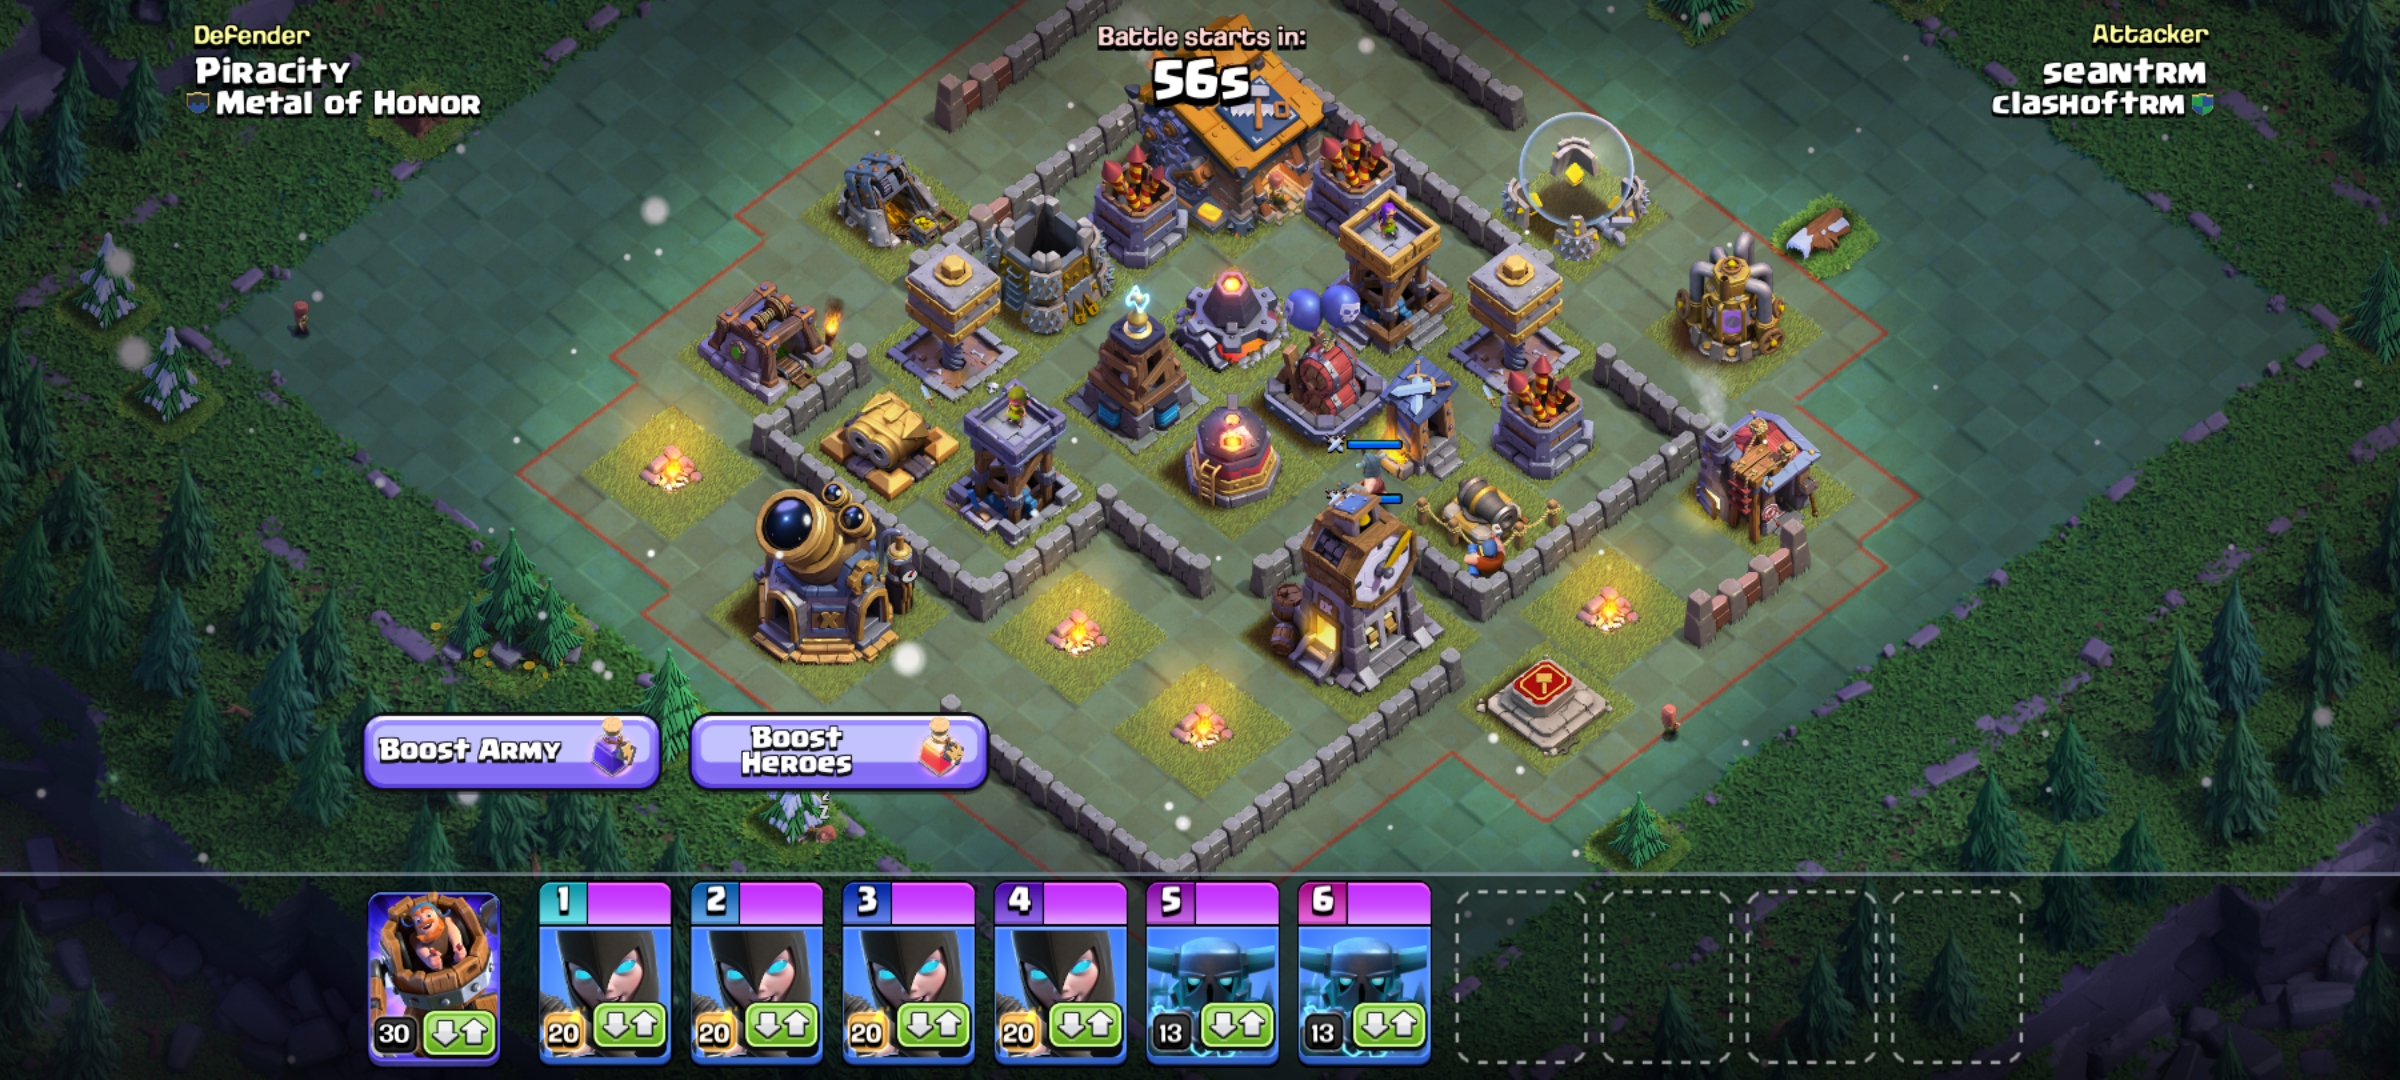 Defender
Piracity
Metal of Honor
Battle starts in:
56s
Attacker
seantrm
clashoftrm
Boost Army
Boost
Heroes
30
1
20
2
20
3
20
4
20
5
13
6
13